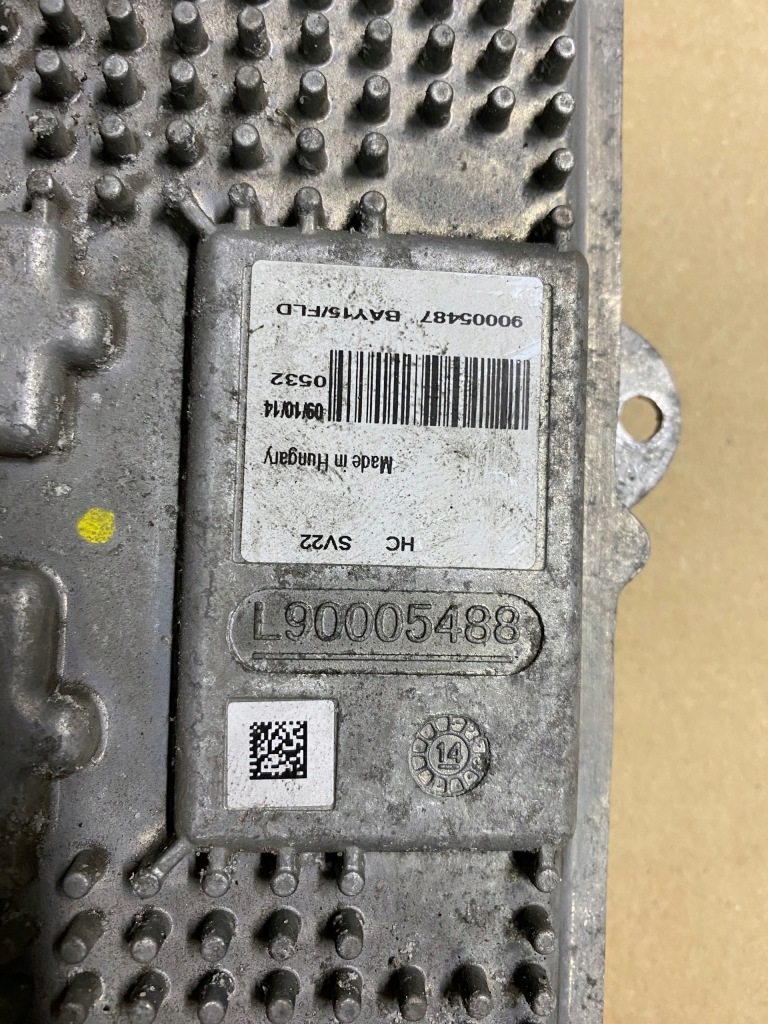 90005487 BAY15/FLD
0532
09/10/14
Made in Hungary
HC SV22
L90005488
14